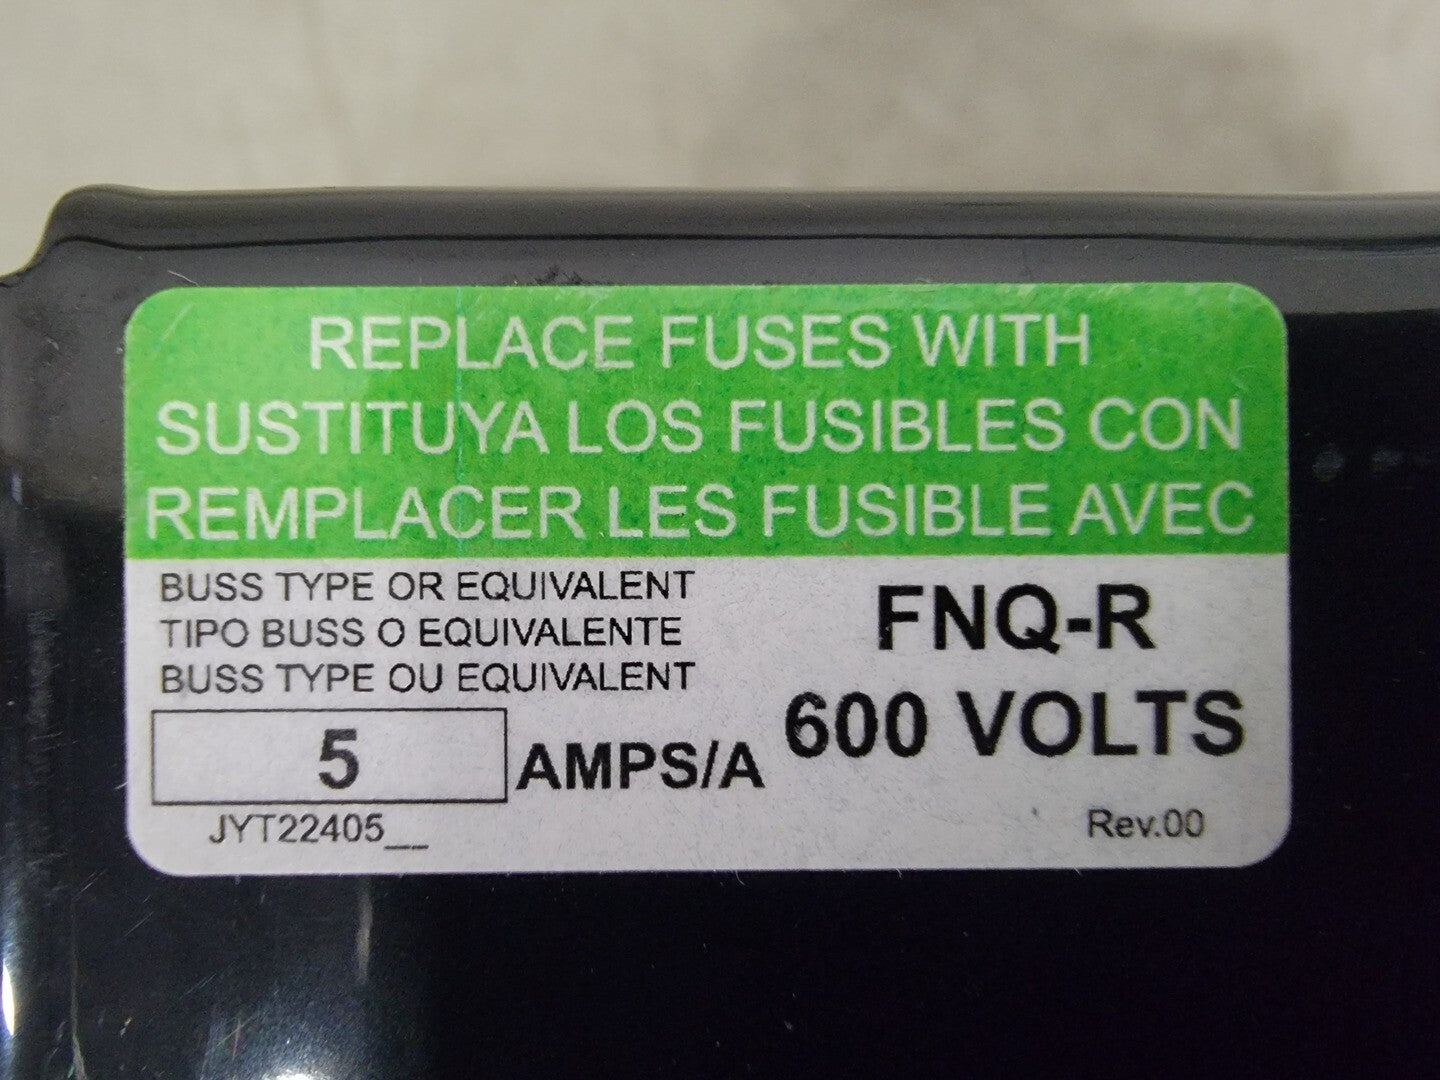 REPLACE FUSES WITH
SUSTITUYA LOS FUSIBLES CON
REMPLACER LES FUSIBLE AVEC
BUSS TYPE OR EQUIVALENT
TIPO BUSS O EQUIVALENTE
BUSS TYPE OU EQUIVALENT
FNQ-R
600 VOLTS
5 AMPS/A
JYT22405__
Rev.00